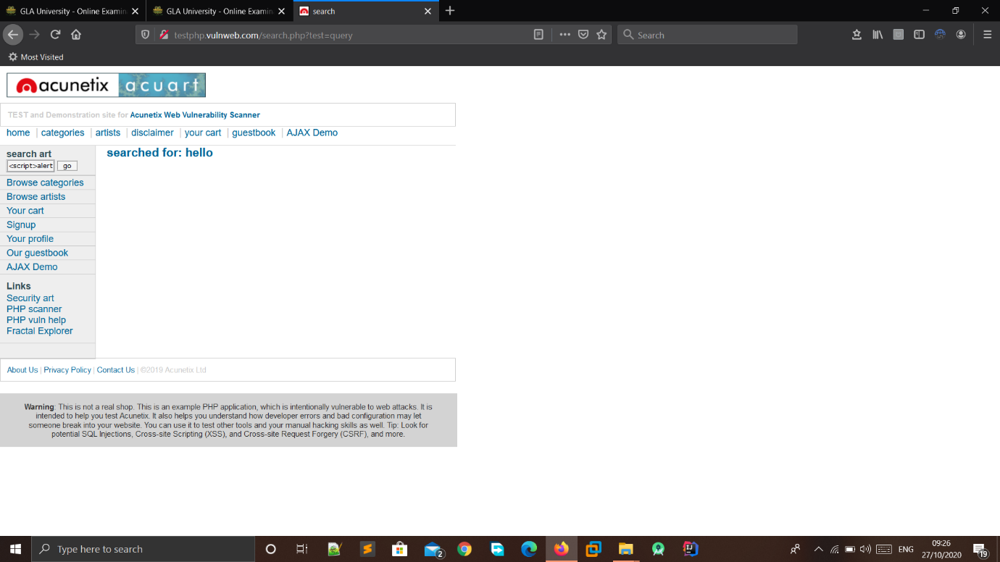 GLA University - Online Examin
GLA University - Online Examin
search
testphp.vulnweb.com/search.php?test=query
Search
Most Visited
acunetix acuart
TEST and Demonstration site for Acunetix Web Vulnerability Scanner
home | categories | artists | disclaimer | your cart | guestbook | AJAX Demo
search art
<script>alert go
searched for: hello
Browse categories
Browse artists
Your cart
Signup
Your profile
Our guestbook
AJAX Demo
Links
Security art
PHP scanner
PHP vuln help
Fractal Explorer
About Us | Privacy Policy | Contact Us | ©2019 Acunetix Ltd
Warning: This is not a real shop. This is an example PHP application, which is intentionally vulnerable to web attacks. It is
intended to help you test Acunetix. It also helps you understand how developer errors and bad configuration may let
someone break into your website. You can use it to test other tools and your manual hacking skills as well. Tip: Look for
potential SQL Injections, Cross-site Scripting (XSS), and Cross-site Request Forgery (CSRF), and more.
Type here to search
2
ENG
09:26
27/10/2020
19